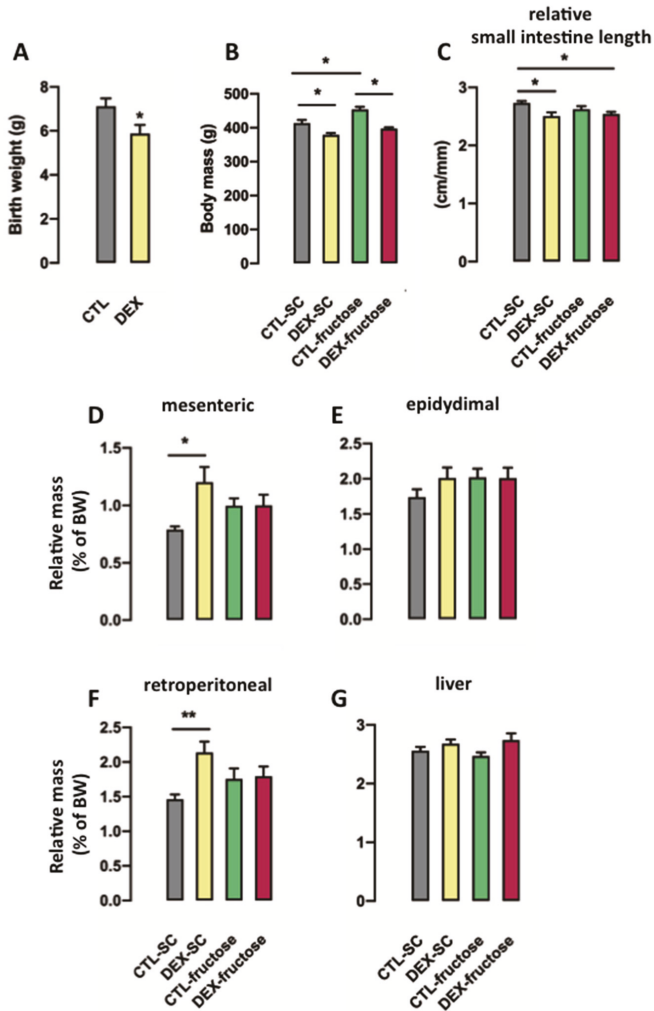 A
Birth weight (g)
8
6
4
2
0
*
CTL
DEX
B
Body mass (g)
500
400
300
200
100
0
*
*
*
CTL-SC
DEX-SC
CTL-fructose
DEX-fructose
relative
small intestine length
C
(cm/mm)
3
2
1
0
*
*
CTL-SC
DEX-SC
CTL-fructose
DEX-fructose
D
mesenteric
Relative mass
(% of BW)
1.5
1.0
0.5
0.0
*
E
epidydimal
2.5
2.0
1.5
1.0
0.5
0.0
F
retroperitoneal
Relative mass
(% of BW)
2.5
2.0
1.5
1.0
0.5
0.0
**
CTL-SC
DEX-SC
CTL-fructose
DEX-fructose
G
liver
3
2
1
0
CTL-SC
DEX-SC
CTL-fructose
DEX-fructose